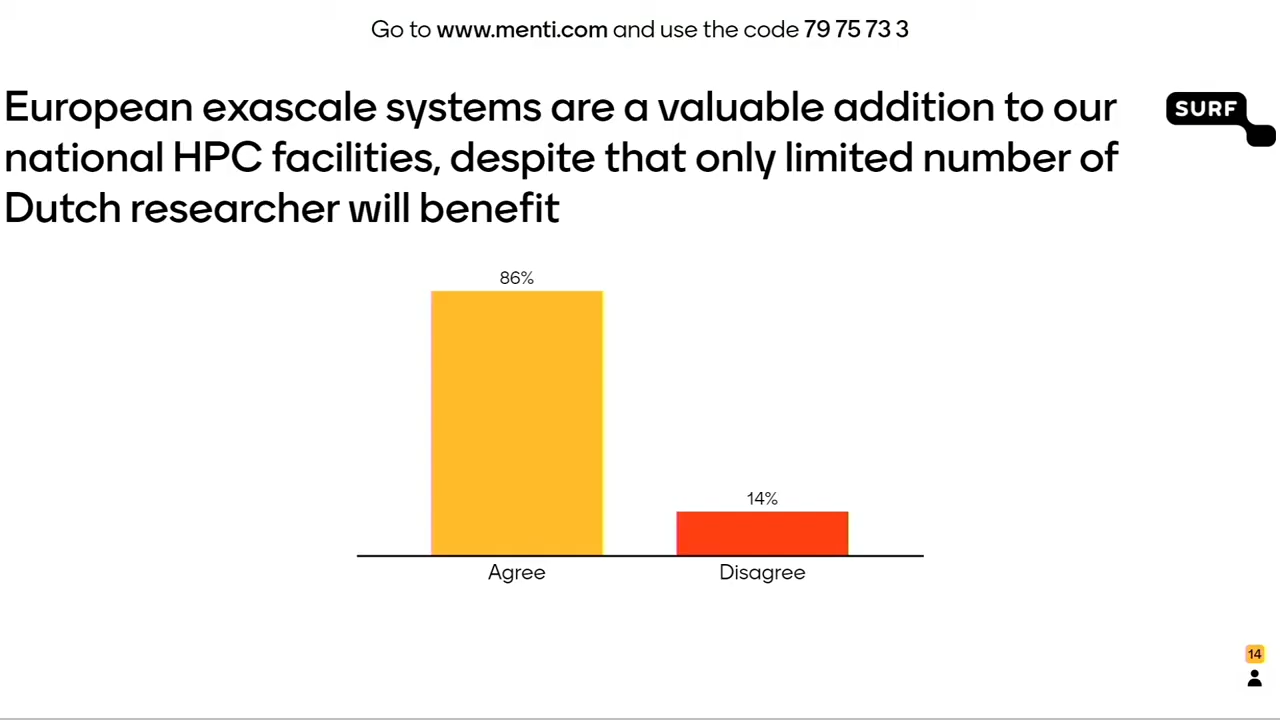 Go to www.menti.com and use the code 79 75 73 3
European exascale systems are a valuable addition to our
national HPC facilities, despite that only limited number of
Dutch researcher will benefit
SURF
86%
14%
Agree
Disagree
14